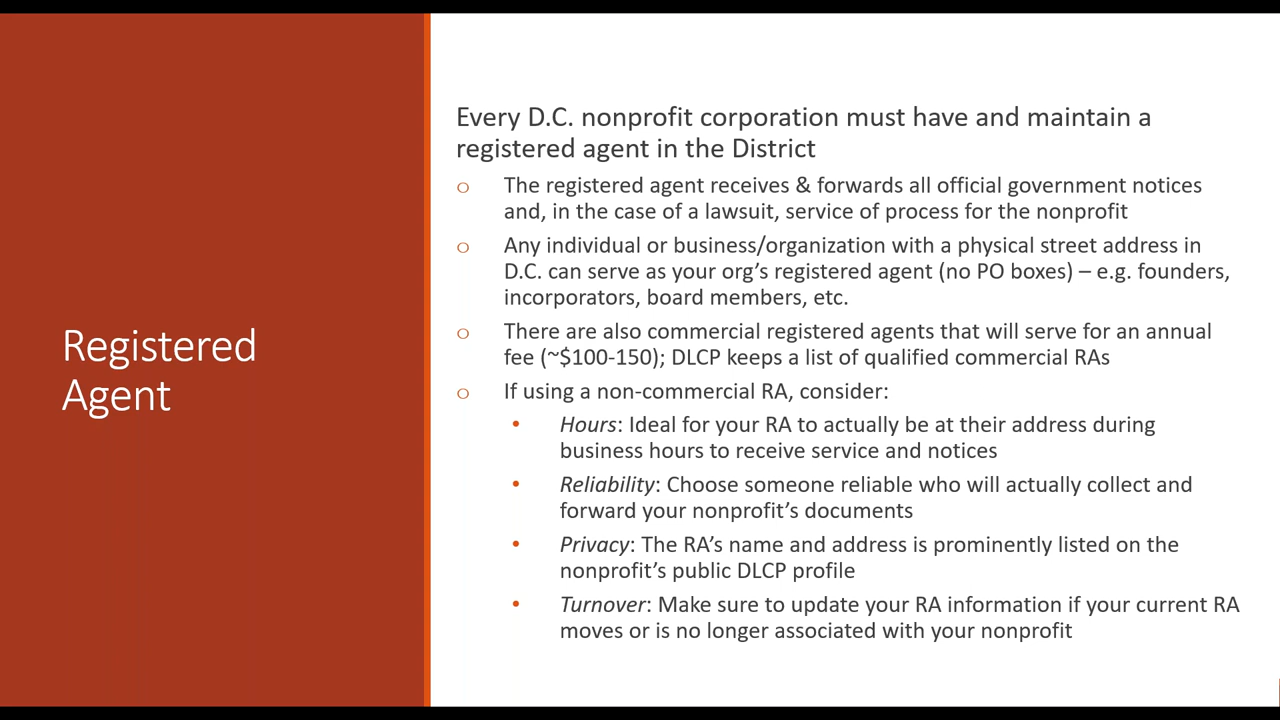 Registered
Agent
Every D.C. nonprofit corporation must have and maintain a
registered agent in the District
o The registered agent receives & forwards all official government notices
and, in the case of a lawsuit, service of process for the nonprofit
o Any individual or business/organization with a physical street address in
D.C. can serve as your org’s registered agent (no PO boxes) – e.g. founders,
incorporators, board members, etc.
o There are also commercial registered agents that will serve for an annual
fee (~$100-150); DLCP keeps a list of qualified commercial RAs
o If using a non-commercial RA, consider:
• Hours: Ideal for your RA to actually be at their address during
business hours to receive service and notices
• Reliability: Choose someone reliable who will actually collect and
forward your nonprofit’s documents
• Privacy: The RA’s name and address is prominently listed on the
nonprofit’s public DLCP profile
• Turnover: Make sure to update your RA information if your current RA
moves or is no longer associated with your nonprofit